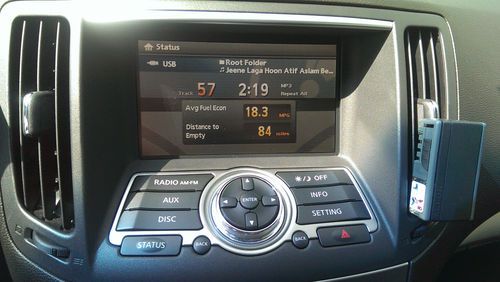 Status
USB
Root Folder
Jeene Laga Hoon Atif Aslam Be...
Track 57 2:19 MP3
Repeat All
Avg Fuel Econ 18.3 MPG
Distance to
Empty 84 miles
RADIO AM•FM
AUX
DISC
STATUS
BACK
ENTER
OFF
INFO
SETTING
BACK